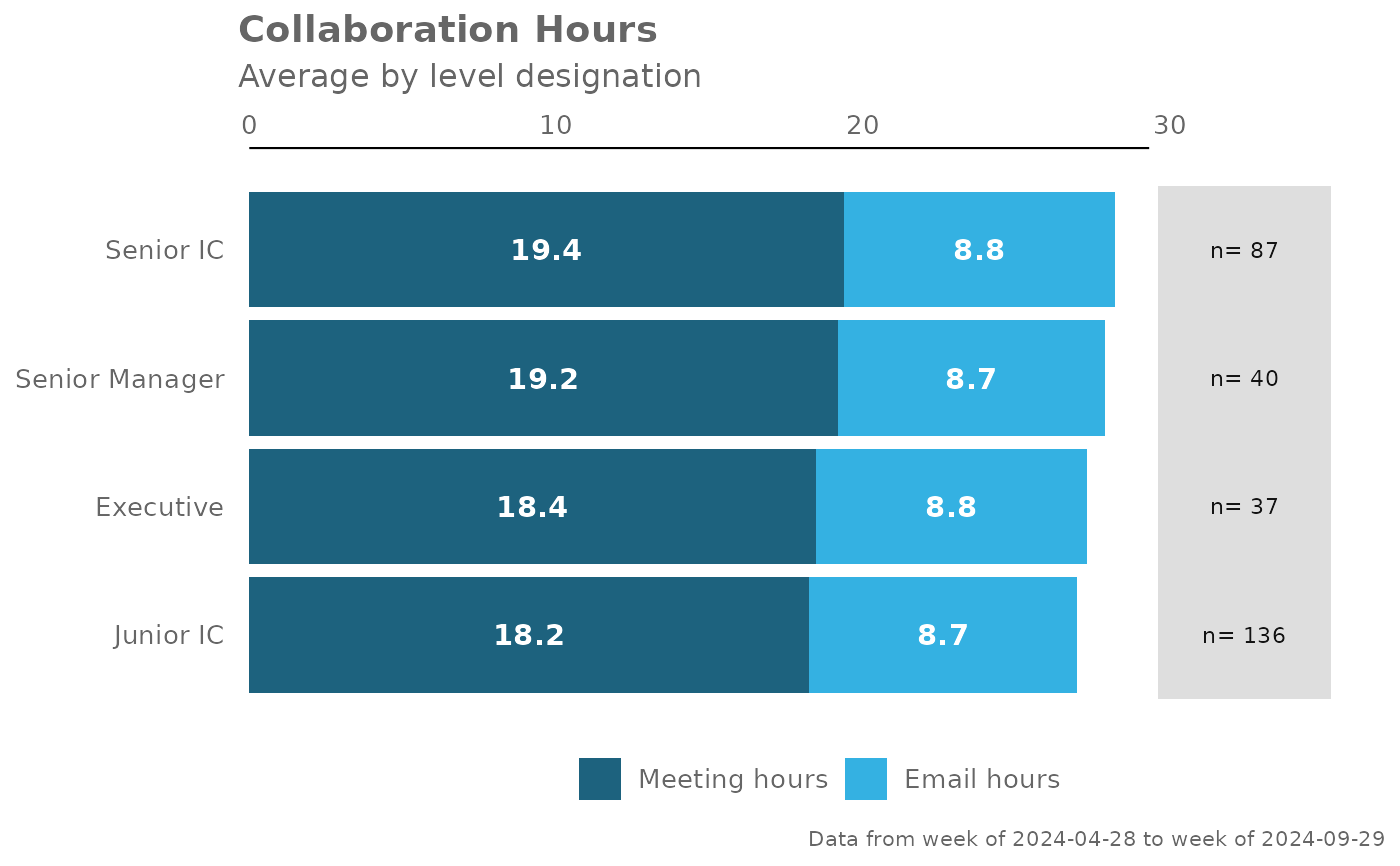 Collaboration Hours
Average by level designation
0 10 20 30
Senior IC 19.4 8.8 n= 87
Senior Manager 19.2 8.7 n= 40
Executive 18.4 8.8 n= 37
Junior IC 18.2 8.7 n= 136
Meeting hours Email hours
Data from week of 2024-04-28 to week of 2024-09-29